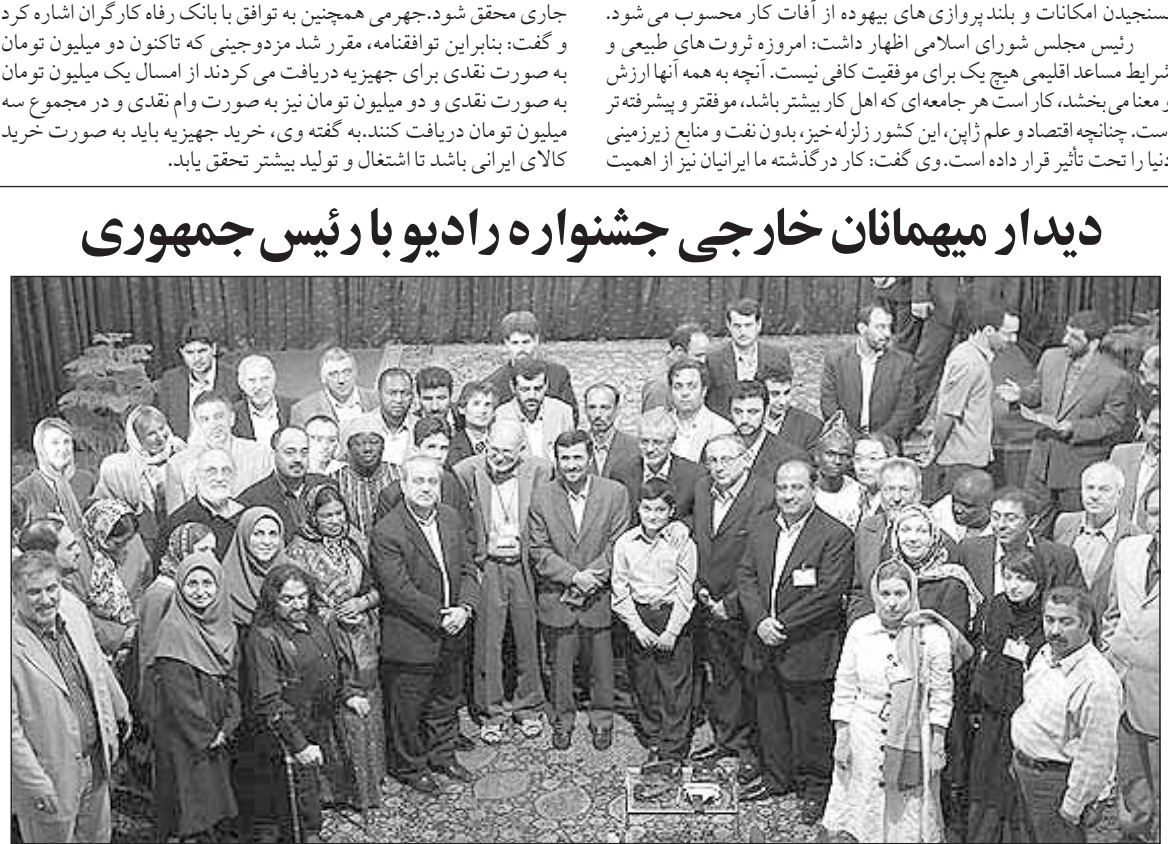 سنجیدن امکانات و بلندپروازی های بیهوده از آفات کار محسوب می شود.
رئیس مجلس شورای اسلامی اظهار داشت: امروزه ثروت های طبیعی و
شرایط مساعد اقلیمی هیچ یک برای موفقیت کافی نیست. آنچه به همه آنها ارزش
و معنا می بخشد، کار است هر جامعه ای که اهل کار بیشتر باشد، موفقتر و پیشرفته تر
است. چنانچه اقتصاد و علم ژاپن، این کشور زلزله خیز، بدون نفت و منابع زیرزمینی
دنیا را تحت تأثیر قرار داده است. وی گفت: کار در گذشته ما ایرانیان نیز از اهمیت
جاری محقق شود.جهرمی همچنین به توافق با بانک رفاه کارگران اشاره کرد
و گفت: بنابراین توافقنامه، مقرر شد مزدوجینی که تاکنون دو میلیون تومان
به صورت نقدی برای جهیزیه دریافت می کردند از امسال یک میلیون تومان
به صورت نقدی و دو میلیون تومان نیز به صورت وام نقدی و در مجموع سه
میلیون تومان دریافت کنند.به گفته وی، خرید جهیزیه باید به صورت خرید
کالای ایرانی باشد تا اشتغال و تولید بیشتر تحقق یابد.
دیدار میهمانان خارجی جشنواره رادیو با رئیس جمهوری